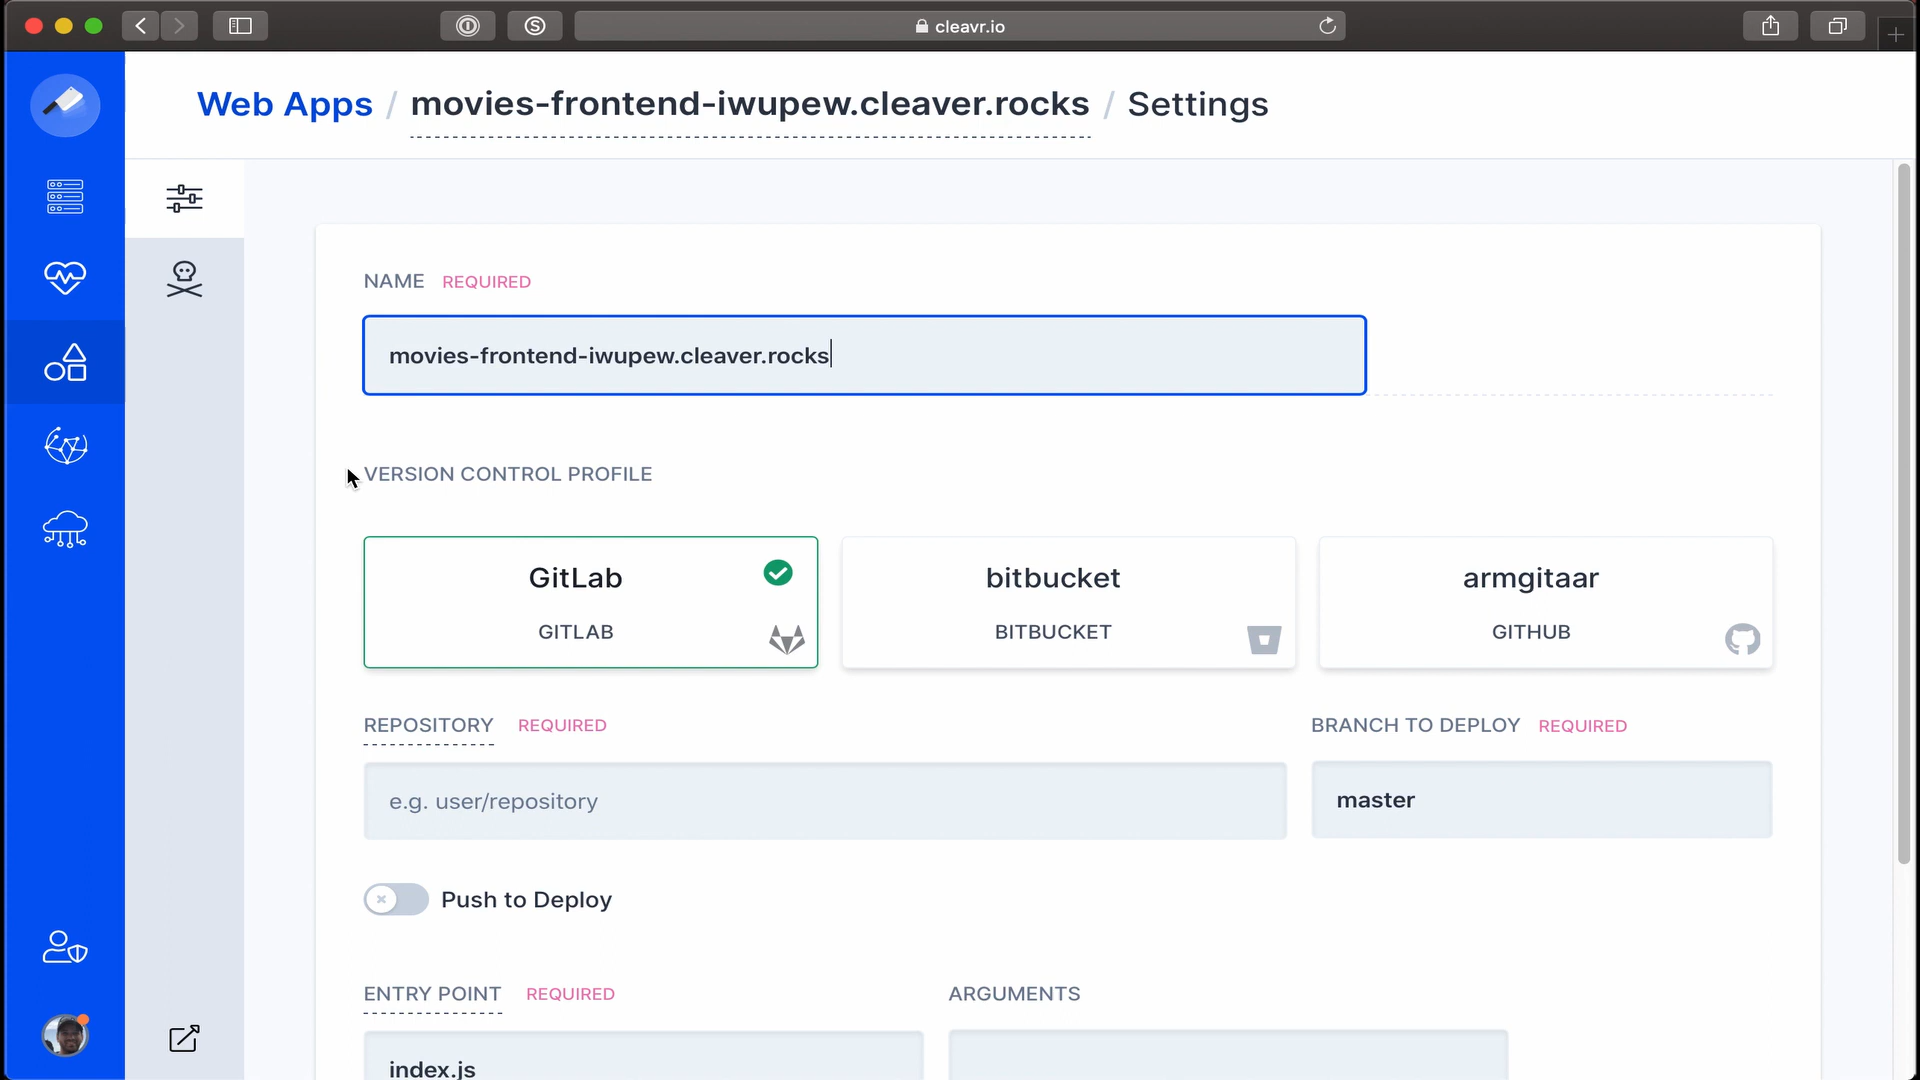 cleavr.io
Web Apps / movies-frontend-iwupew.cleaver.rocks / Settings
NAME REQUIRED
movies-frontend-iwupew.cleaver.rocks
VERSION CONTROL PROFILE
GitLab
GITLAB
bitbucket
BITBUCKET
armgitaar
GITHUB
REPOSITORY REQUIRED
BRANCH TO DEPLOY REQUIRED
e.g. user/repository
master
Push to Deploy
ENTRY POINT REQUIRED
ARGUMENTS
index.js